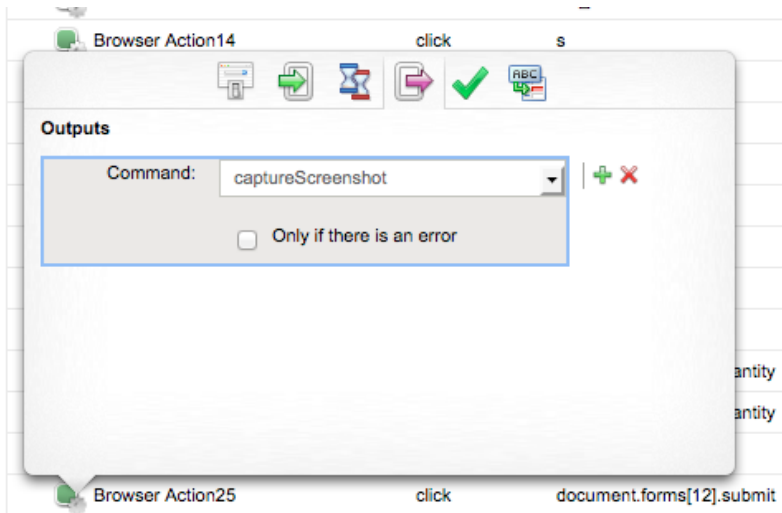 Browser Action14 click s
ABC
Outputs
Command: captureScreenshot
Only if there is an error
antity
antity
Browser Action25 click document.forms[12].submit